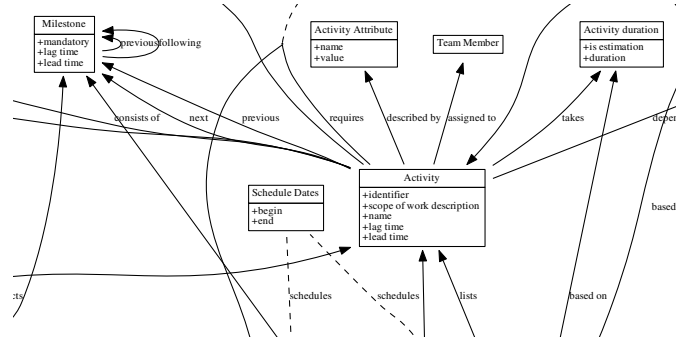 Milestone
+mandatory
+lag time
+lead time
previous
following
Activity Attribute
+name
+value
Team Member
Activity duration
+is estimation
+duration
consists of
next
previous
requires
described by
assigned to
takes
depen
Activity
+identifier
+scope of work description
+name
+lag time
+lead time
Schedule Dates
+begin
+end
based
cts
schedules
schedules
lists
based on